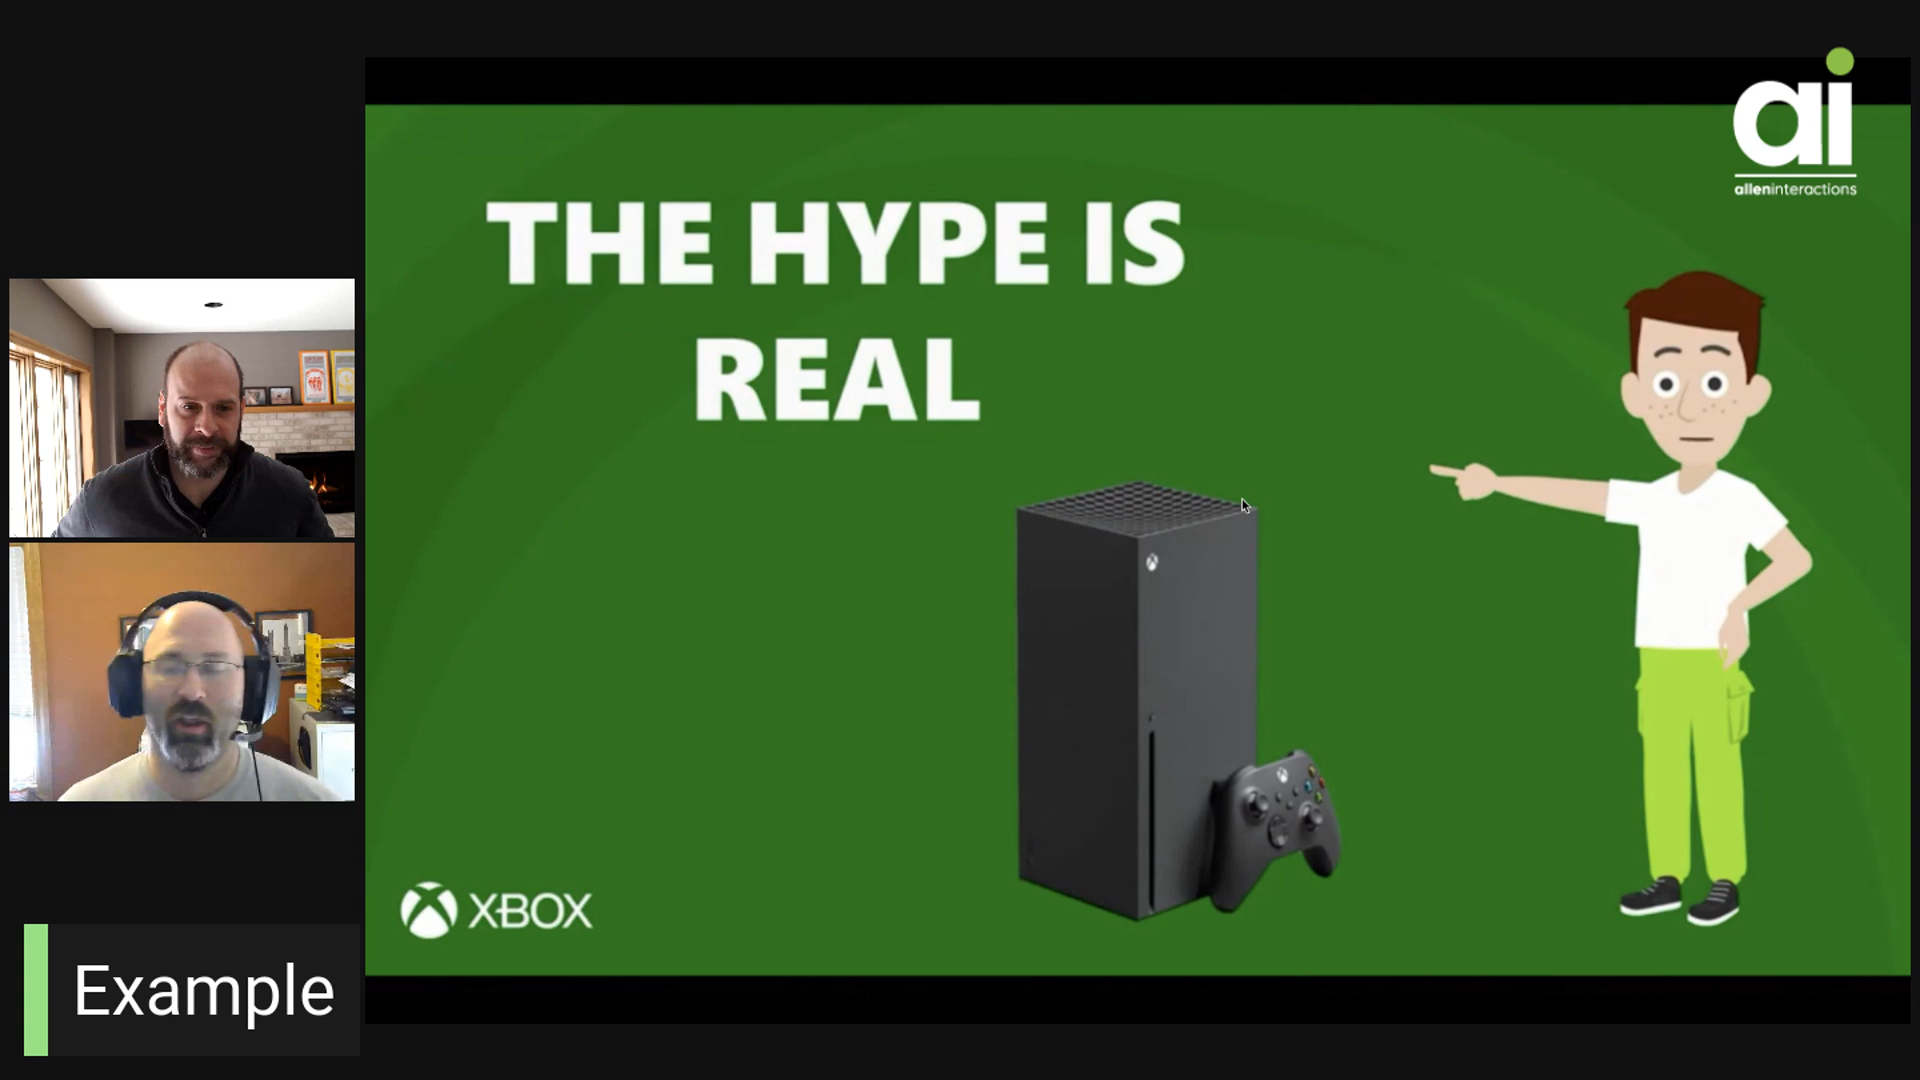 ai
alleninteractions
THE HYPE IS
REAL
XBOX
Example